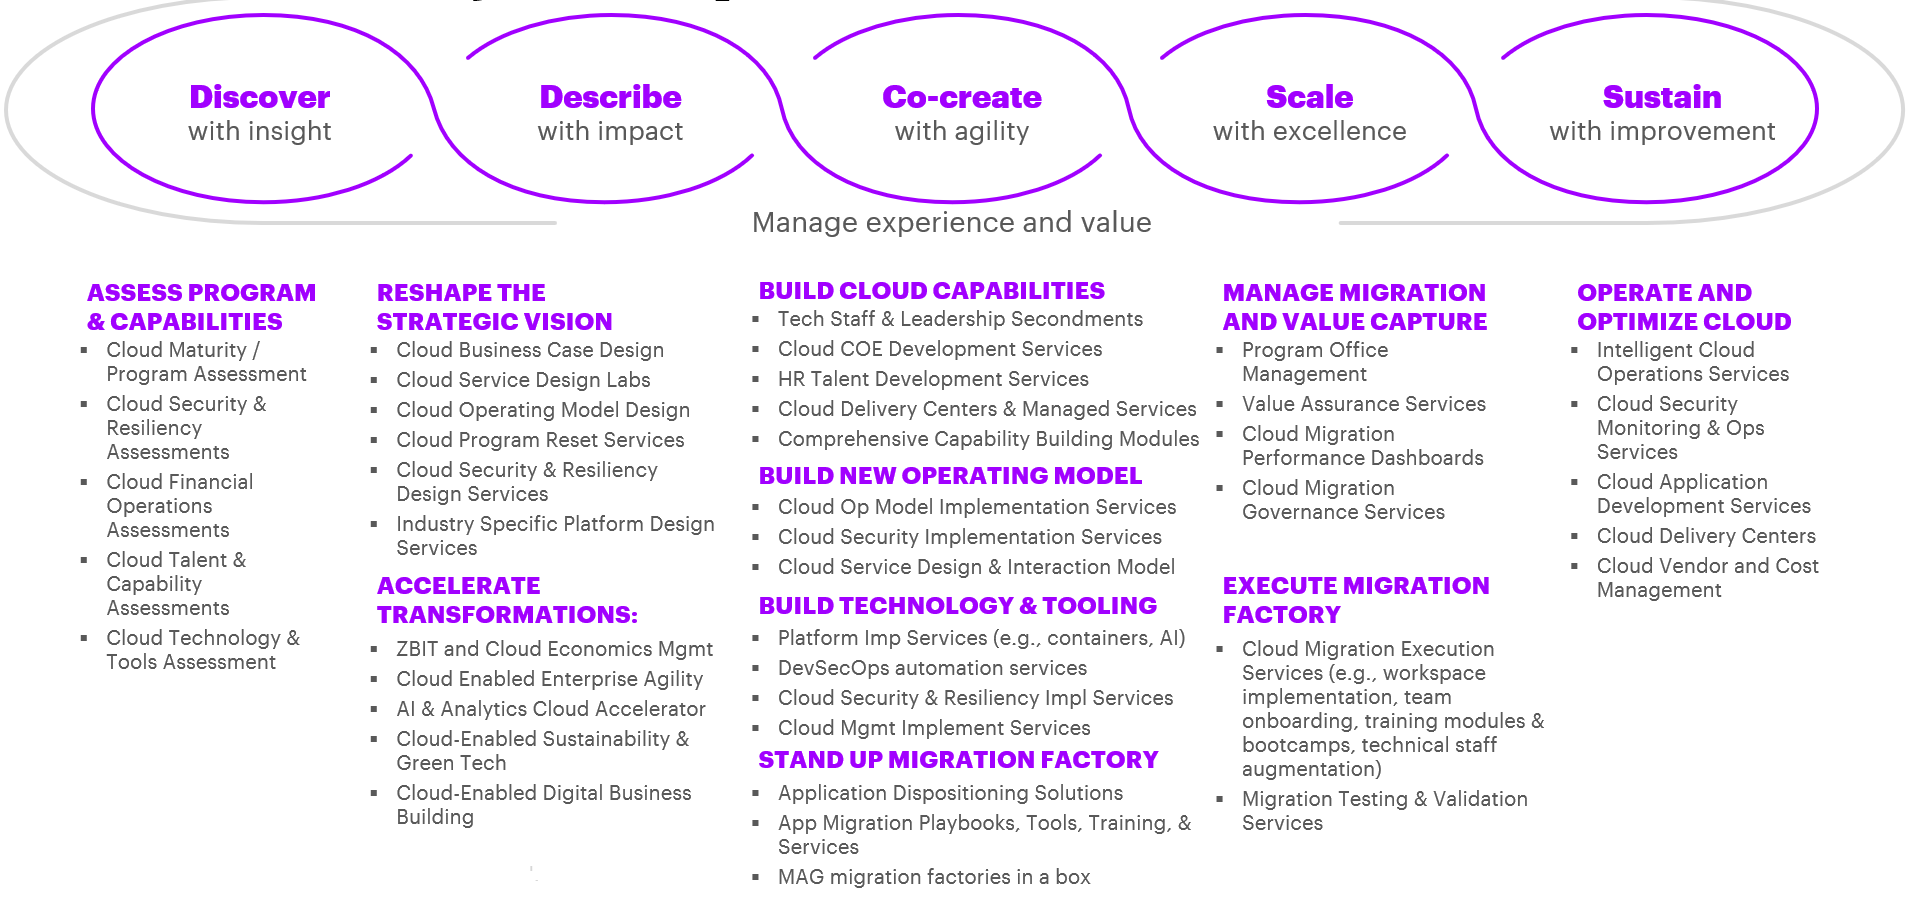 Discover
with insight
Describe
with impact
Co-create
with agility
Scale
with excellence
Sustain
with improvement
Manage experience and value
ASSESS PROGRAM
& CAPABILITIES
▪ Cloud Maturity /
Program Assessment
▪ Cloud Security &
Resiliency
Assessments
▪ Cloud Financial
Operations
Assessments
▪ Cloud Talent &
Capability
Assessments
▪ Cloud Technology &
Tools Assessment
RESHAPE THE
STRATEGIC VISION
▪ Cloud Business Case Design
▪ Cloud Service Design Labs
▪ Cloud Operating Model Design
▪ Cloud Program Reset Services
▪ Cloud Security & Resiliency
Design Services
▪ Industry Specific Platform Design
Services
ACCELERATE
TRANSFORMATIONS:
▪ ZBIT and Cloud Economics Mgmt
▪ Cloud Enabled Enterprise Agility
▪ AI & Analytics Cloud Accelerator
▪ Cloud-Enabled Sustainability &
Green Tech
▪ Cloud-Enabled Digital Business
Building
BUILD CLOUD CAPABILITIES
▪ Tech Staff & Leadership Secondments
▪ Cloud COE Development Services
▪ HR Talent Development Services
▪ Cloud Delivery Centers & Managed Services
▪ Comprehensive Capability Building Modules
BUILD NEW OPERATING MODEL
▪ Cloud Op Model Implementation Services
▪ Cloud Security Implementation Services
▪ Cloud Service Design & Interaction Model
BUILD TECHNOLOGY & TOOLING
▪ Platform Imp Services (e.g., containers, AI)
▪ DevSecOps automation services
▪ Cloud Security & Resiliency Impl Services
▪ Cloud Mgmt Implement Services
STAND UP MIGRATION FACTORY
▪ Application Dispositioning Solutions
▪ App Migration Playbooks, Tools, Training, &
Services
▪ MAG migration factories in a box
MANAGE MIGRATION
AND VALUE CAPTURE
▪ Program Office
Management
▪ Value Assurance Services
▪ Cloud Migration
Performance Dashboards
▪ Cloud Migration
Governance Services
EXECUTE MIGRATION
FACTORY
▪ Cloud Migration Execution
Services (e.g., workspace
implementation, team
onboarding, training modules &
bootcamps, technical staff
augmentation)
▪ Migration Testing & Validation
Services
OPERATE AND
OPTIMIZE CLOUD
▪ Intelligent Cloud
Operations Services
▪ Cloud Security
Monitoring & Ops
Services
▪ Cloud Application
Development Services
▪ Cloud Delivery Centers
▪ Cloud Vendor and Cost
Management